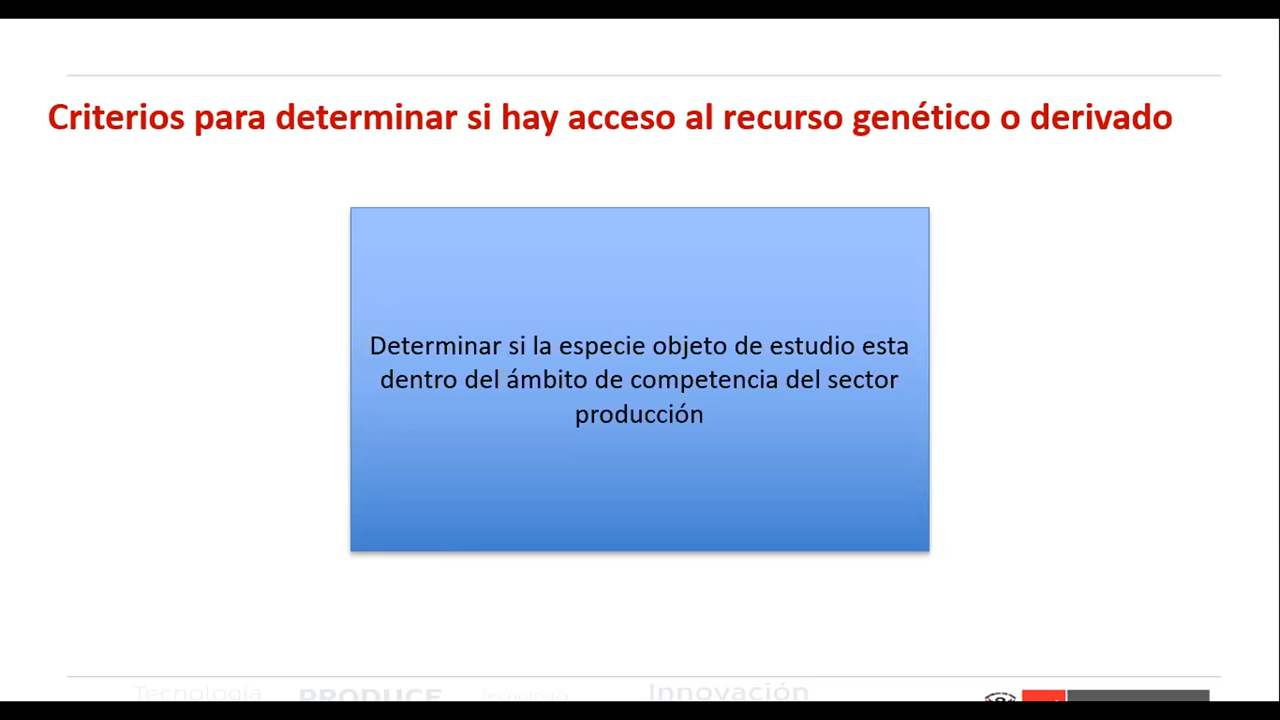 Criterios para determinar si hay acceso al recurso genético o derivado
Determinar si la especie objeto de estudio esta
dentro del ámbito de competencia del sector
producción
Tecnología PRODUCE Innovación